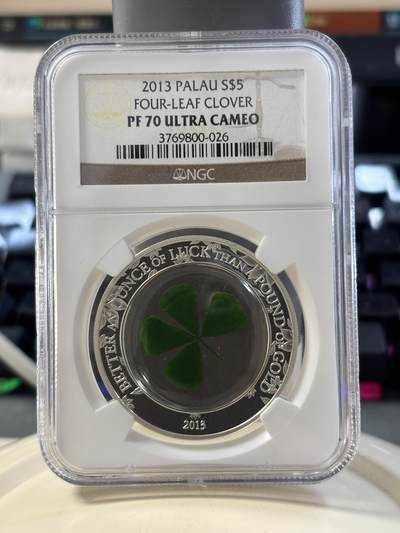 2013 PALAU S$5
FOUR-LEAF CLOVER
PF 70 ULTRA CAMEO
3769800-026
NGC
BETTER AN OUNCE OF LUCK THAN A POUND OF GOLD
2013